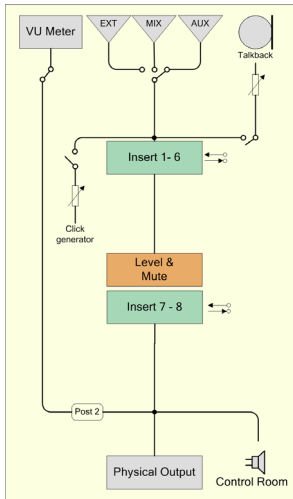 VU Meter
EXT
MIX
AUX
Talkback
Insert 1- 6
Click
generator
Level &
Mute
Insert 7 - 8
Post 2
Physical Output
Control Room